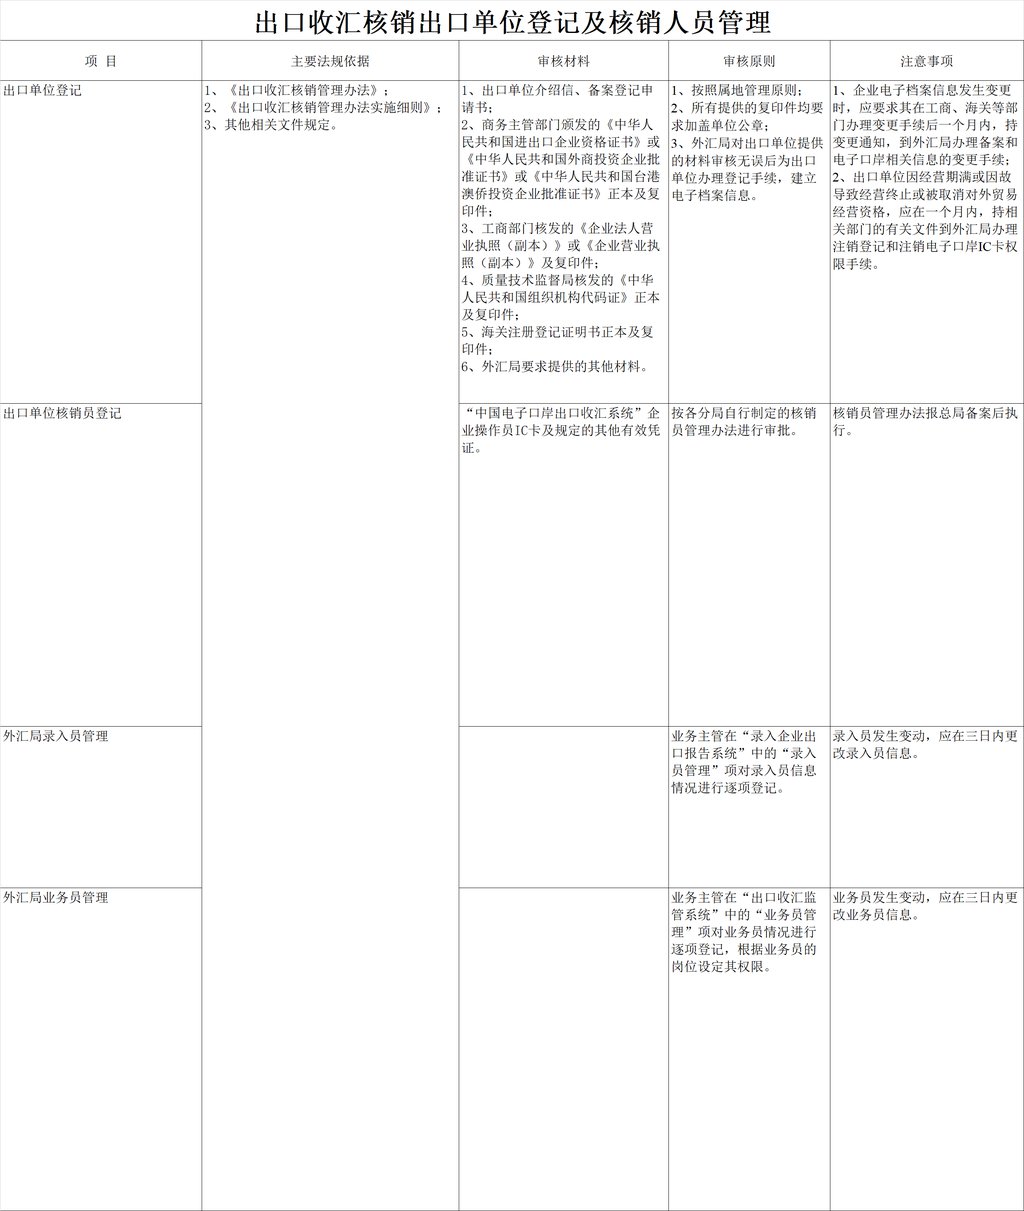 出口收汇核销出口单位登记及核销人员管理
项 目
主要法规依据
审核材料
审核原则
注意事项
出口单位登记
1、《出口收汇核销管理办法》；
2、《出口收汇核销管理办法实施细则》；
3、其他相关文件规定。
1、出口单位介绍信、备案登记申
请书；
2、商务主管部门颁发的《中华人
民共和国进出口企业资格证书》或
《中华人民共和国外商投资企业批
准证书》或《中华人民共和国台港
澳侨投资企业批准证书》正本及复
印件；
3、工商部门核发的《企业法人营
业执照（副本）》或《企业营业执
照（副本）》及复印件；
4、质量技术监督局核发的《中华
人民共和国组织机构代码证》正本
及复印件；
5、海关注册登记证明书正本及复
印件；
6、外汇局要求提供的其他材料。
1、按照属地管理原则；
2、所有提供的复印件均要
求加盖单位公章；
3、外汇局对出口单位提供
的材料审核无误后为出口
单位办理登记手续，建立
电子档案信息。
1、企业电子档案信息发生变更
时，应要求其在工商、海关等部
门办理变更手续后一个月内，持
变更通知，到外汇局办理备案和
电子口岸相关信息的变更手续；
2、出口单位因经营期满或因故
导致经营终止或被取消对外贸易
经营资格，应在一个月内，持相
关部门的有关文件到外汇局办理
注销登记和注销电子口岸IC卡权
限手续。
出口单位核销员登记
“中国电子口岸出口收汇系统”企
业操作员IC卡及规定的其他有效凭
证。
按各分局自行制定的核销
员管理办法进行审批。
核销员管理办法报总局备案后执
行。
外汇局录入员管理
业务主管在“录入企业出
口报告系统”中的“录入
员管理”项对录入员信息
情况进行逐项登记。
录入员发生变动，应在三日内更
改录入员信息。
外汇局业务员管理
业务主管在“出口收汇监
管系统”中的“业务员管
理”项对业务员情况进行
逐项登记，根据业务员的
岗位设定其权限。
业务员发生变动，应在三日内更
改业务员信息。